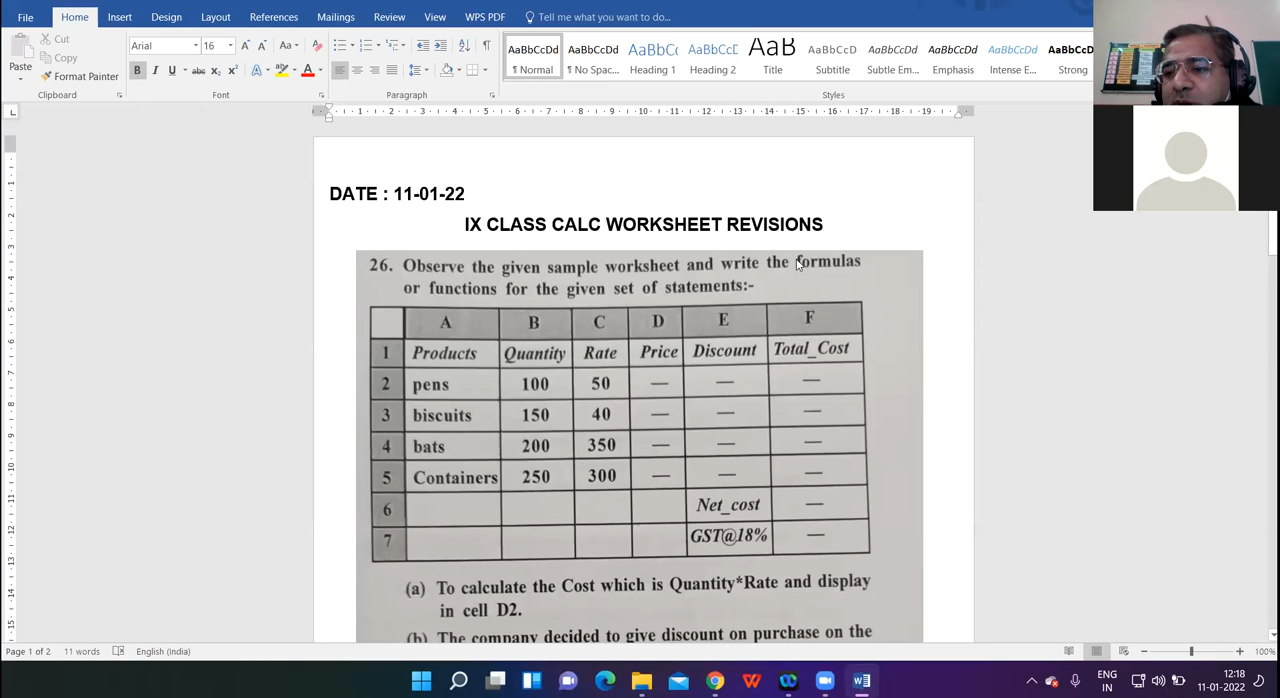 File Home Insert Design Layout References Mailings Review View WPS PDF Tell me what you want to do...
Cut
Copy
Format Painter
Paste
Arial 16
Clipboard Font Paragraph Styles
AaBbCcDd AaBbCcDd AaBbCc AaBbCcD AaB AaBbCcD AaBbCcDd AaBbCcDd AaBbCcDd AaBbCc
¶ Normal ¶ No Spac... Heading 1 Heading 2 Title Subtitle Subtle Em... Emphasis Intense E... Strong
DATE : 11-01-22
IX CLASS CALC WORKSHEET REVISIONS
26. Observe the given sample worksheet and write the formulas
or functions for the given set of statements:-
A B C D E F
1 Products Quantity Rate Price Discount Total_Cost
2 pens 100 50 — — —
3 biscuits 150 40 — — —
4 bats 200 350 — — —
5 Containers 250 300 — — —
6 Net_cost —
7 GST@18% —
(a) To calculate the Cost which is Quantity*Rate and display
in cell D2.
(b) The company decided to give discount on purchase on the
Page 1 of 2 11 words English (India) 100%
ENG
IN
12:18
11-01-2022